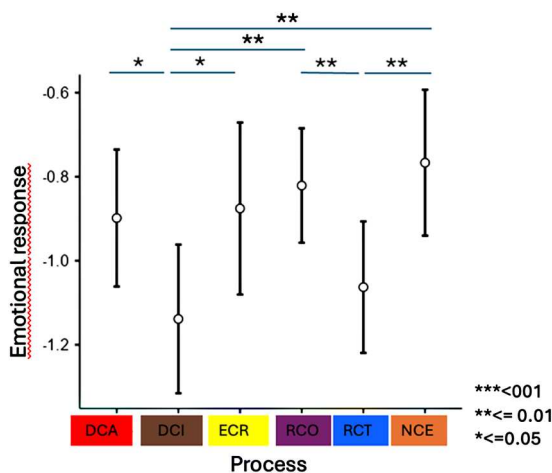 **
**
* * ** **
-0.6
-0.8
-1.0
-1.2
Emotional response
DCA DCI ECR RCO RCT NCE
Process
***<001
**<= 0.01
*<=0.05